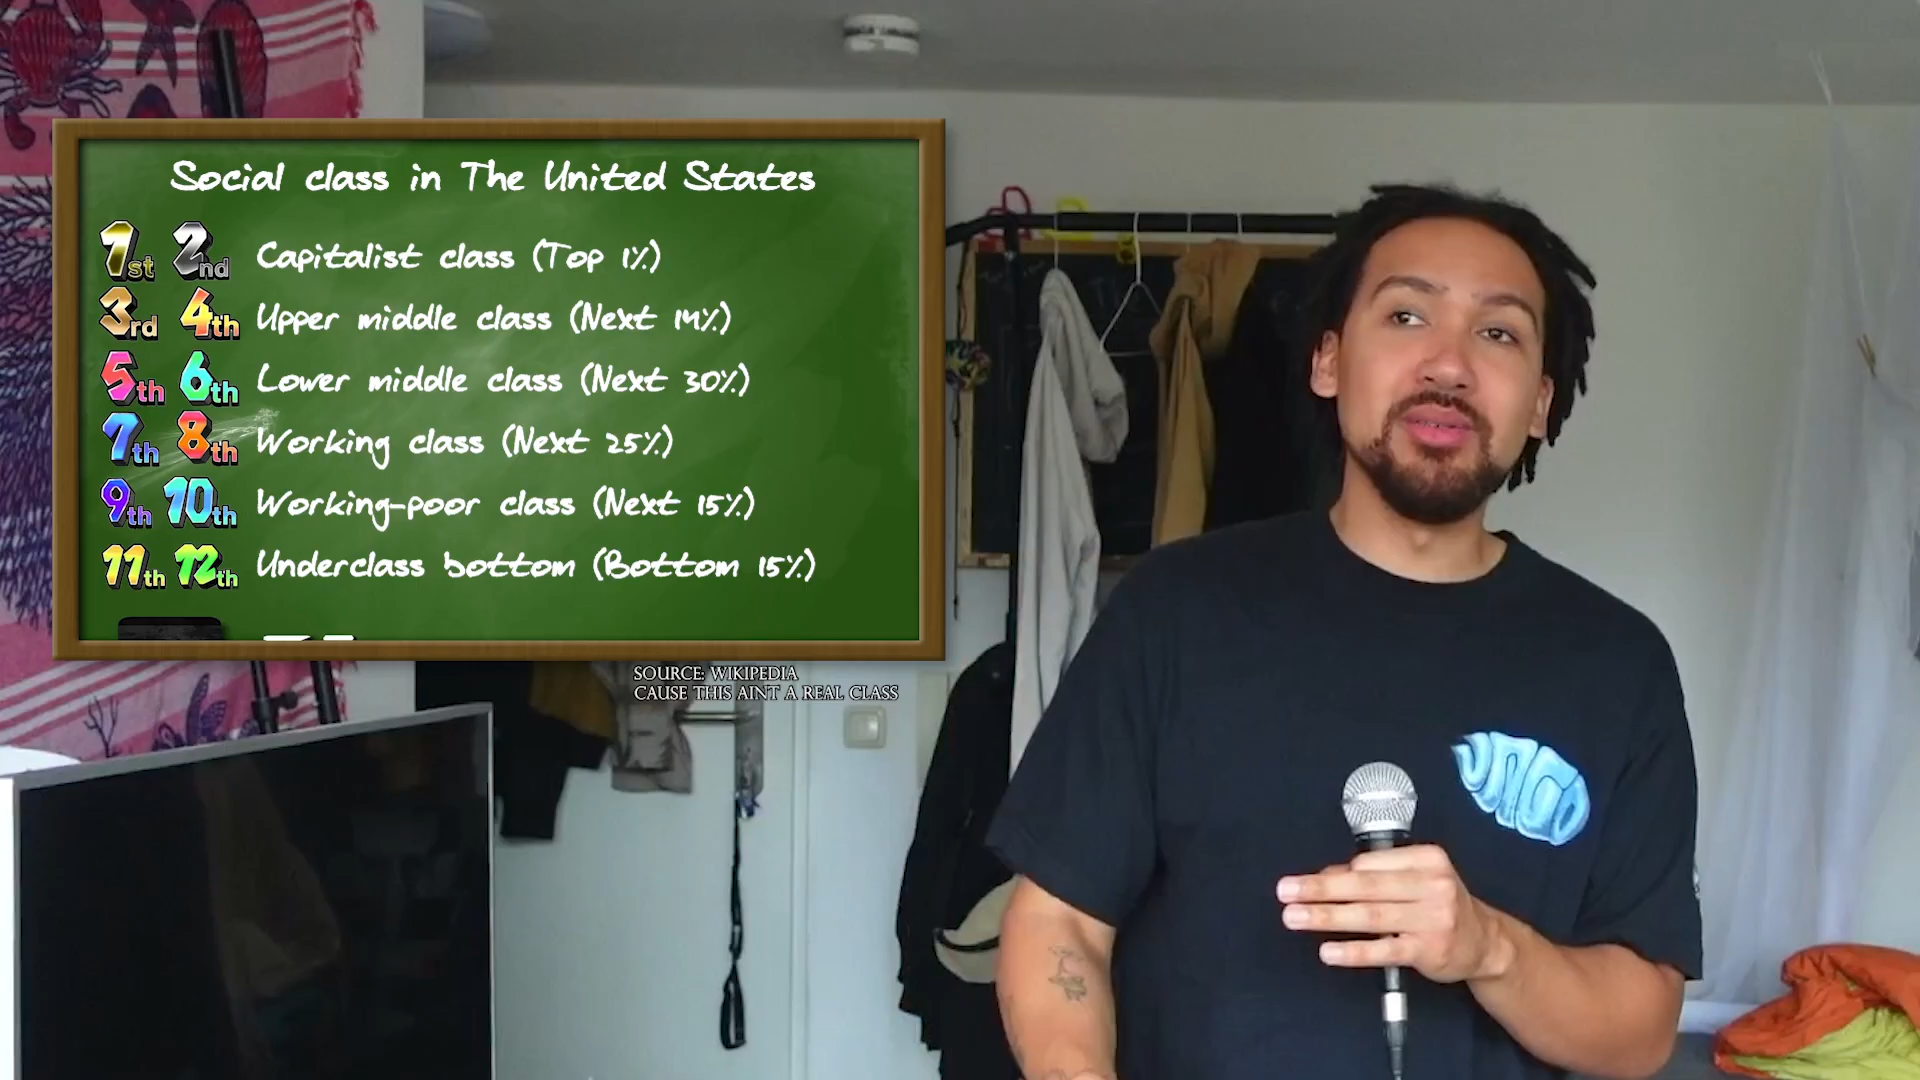 Social class in The United States
1st 2nd Capitalist class (Top 1%)
3rd 4th Upper middle class (Next 14%)
5th 6th Lower middle class (Next 30%)
7th 8th Working class (Next 25%)
9th 10th Working-poor class (Next 15%)
11th 12th Underclass bottom (Bottom 15%)
SOURCE: WIKIPEDIA
CAUSE THIS AINT A REAL CLASS